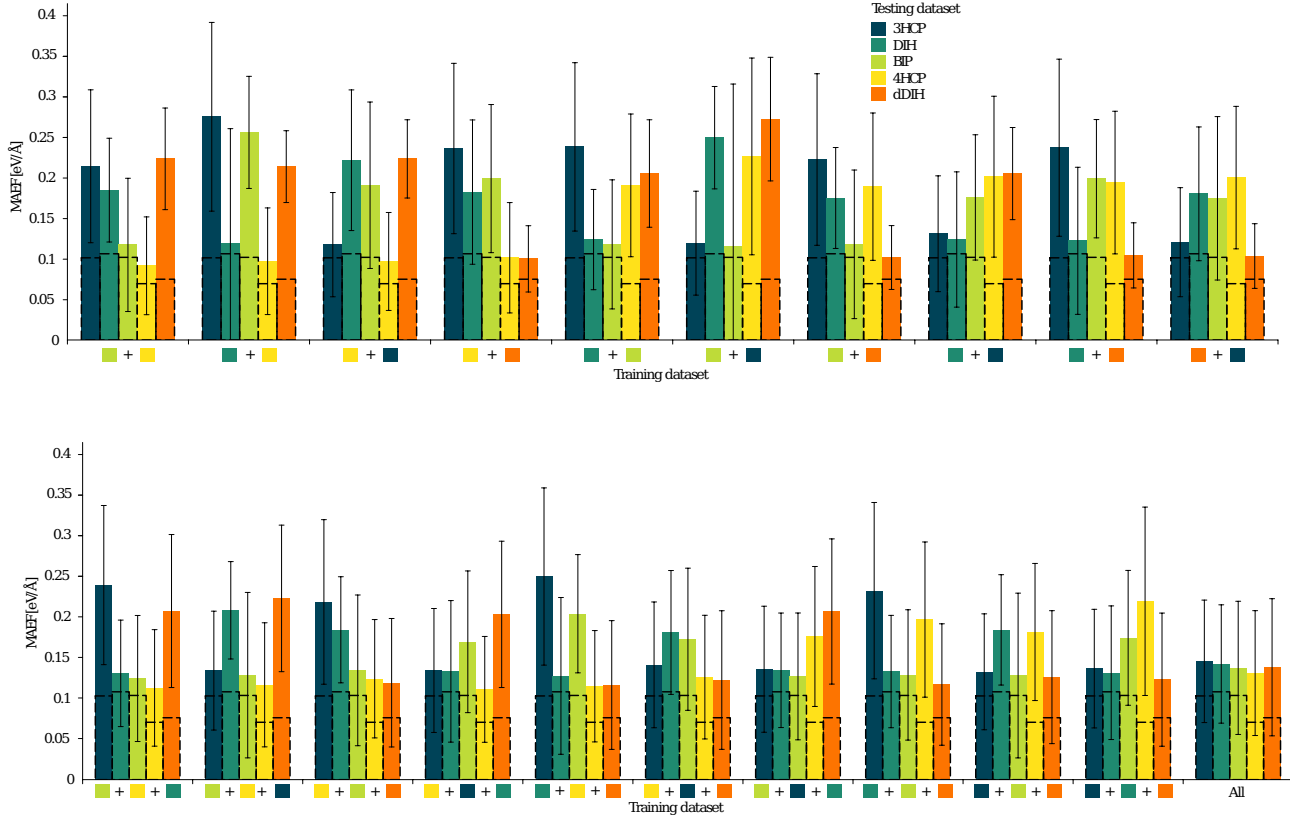 Testing dataset
3HCP
DIH
BIP
4HCP
dDIH
MAEF[eV/Å]
0.4
0.35
0.3
0.25
0.2
0.15
0.1
0.05
0
+ + + + + + + + + +
Training dataset
MAEF[eV/Å]
0.4
0.35
0.3
0.25
0.2
0.15
0.1
0.05
0
+ + + + + + + + + + + + + + + + + + + + All
Training dataset